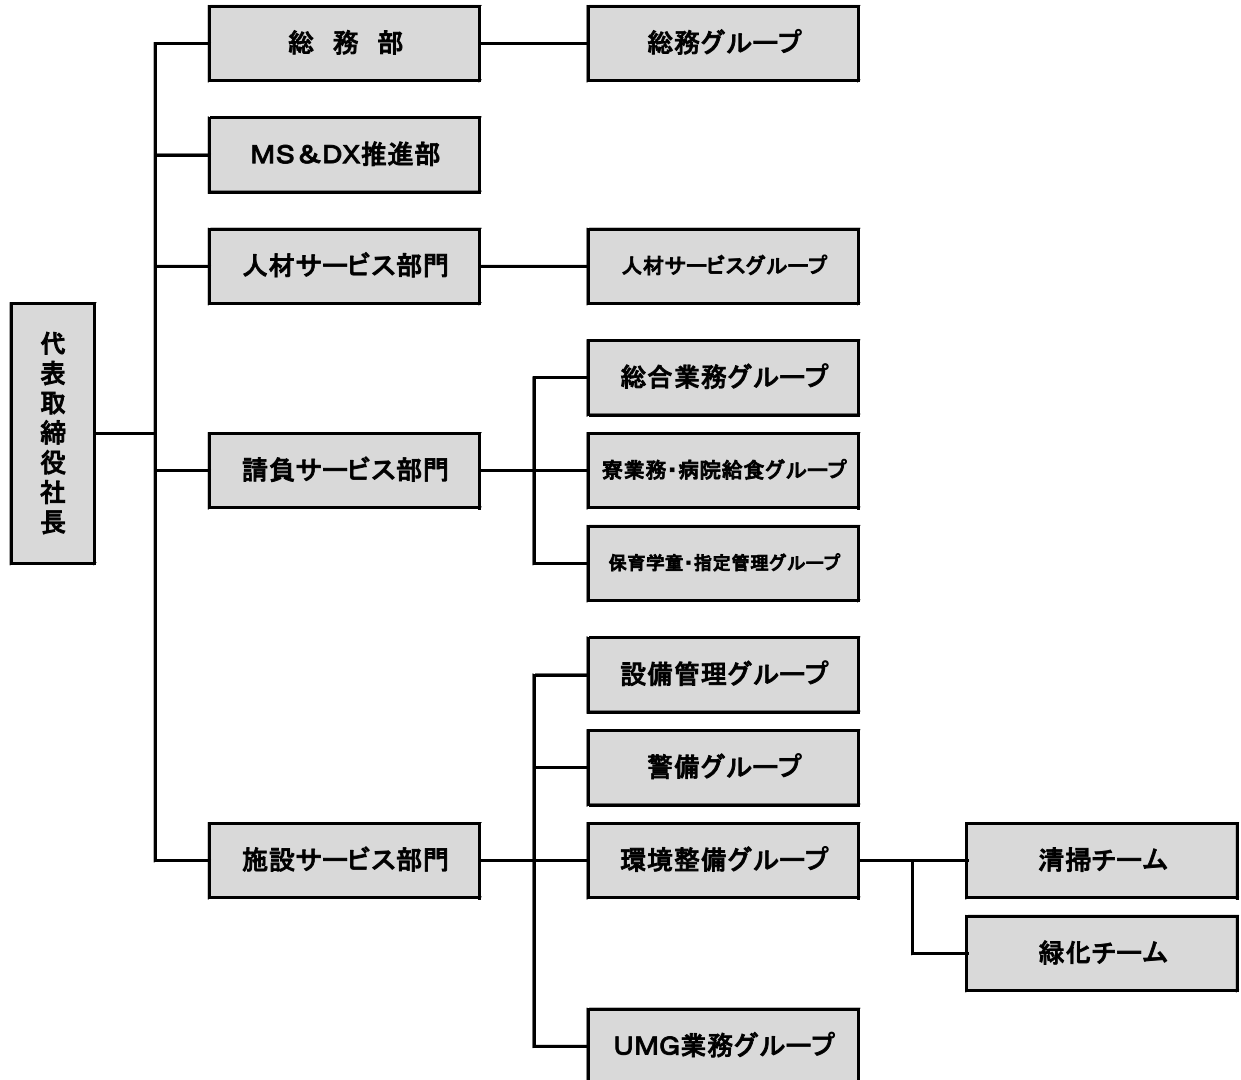 代表取締役社長
総 務 部
総務グループ
MS&DX推進部
人材サービス部門
人材サービスグループ
請負サービス部門
総合業務グループ
寮業務・病院給食グループ
保育学童・指定管理グループ
施設サービス部門
設備管理グループ
警備グループ
環境整備グループ
清掃チーム
緑化チーム
UMG業務グループ